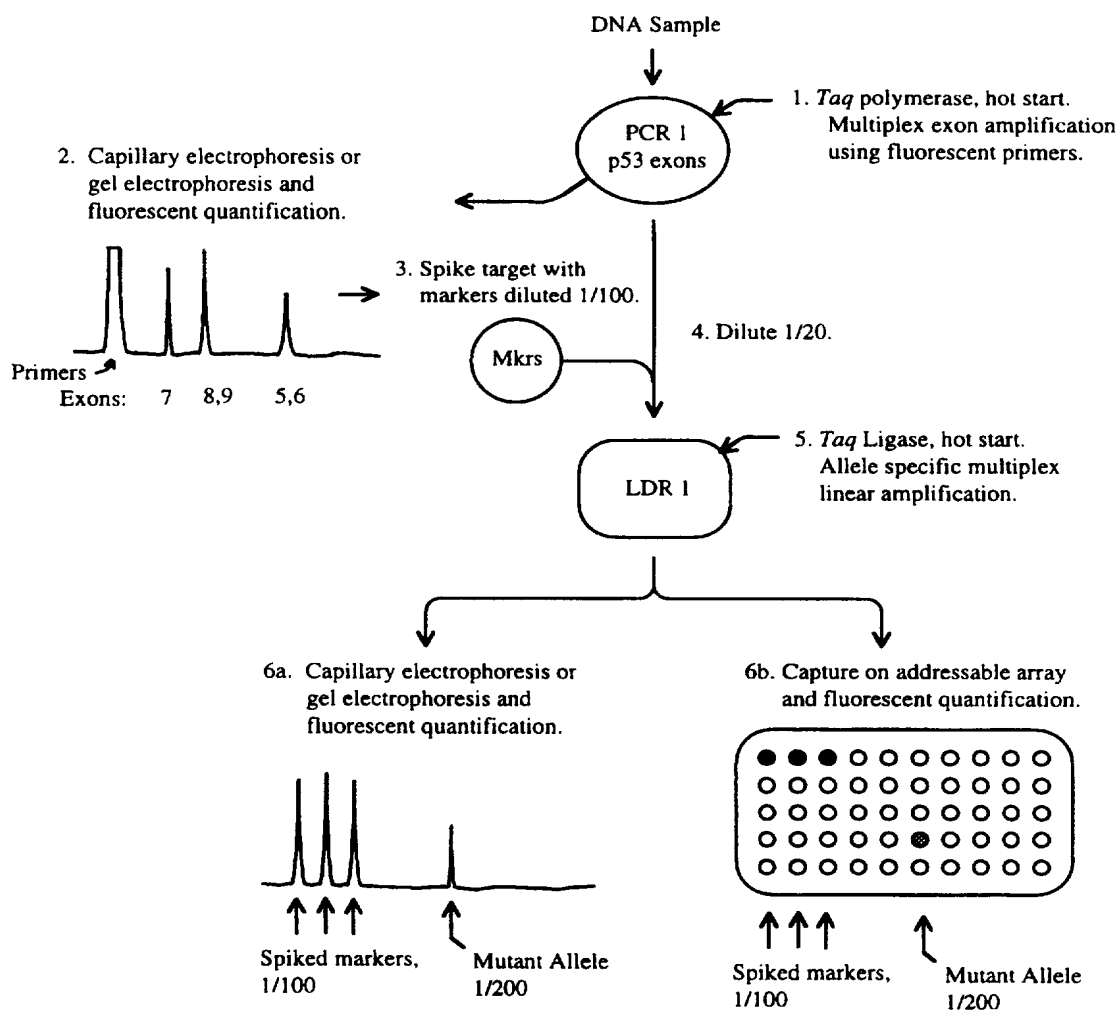 DNA Sample
1. Taq polymerase, hot start.
Multiplex exon amplification
using fluorescent primers.
PCR 1
p53 exons
2. Capillary electrophoresis or
gel electrophoresis and
fluorescent quantification.
Primers
Exons: 7 8,9 5,6
3. Spike target with
markers diluted 1/100.
Mkrs
4. Dilute 1/20.
5. Taq Ligase, hot start.
Allele specific multiplex
linear amplification.
LDR 1
6a. Capillary electrophoresis or
gel electrophoresis and
fluorescent quantification.
Spiked markers,
1/100
Mutant Allele
1/200
6b. Capture on addressable array
and fluorescent quantification.
Spiked markers,
1/100
Mutant Allele
1/200